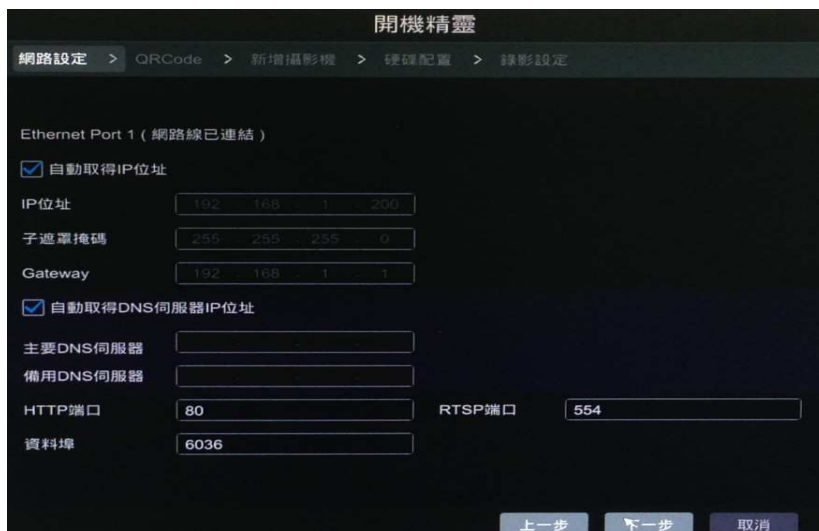 開機精靈
網路設定 > QRCode > 新增攝影機 > 硬碟配置 > 錄影設定
Ethernet Port 1 ( 網路線已連結 )
自動取得IP位址
IP位址 192 . 168 . 1 . 200
子遮罩掩碼 255 . 255 . 255 . 0
Gateway 192 . 168 . 1 . 1
自動取得DNS伺服器IP位址
主要DNS伺服器
備用DNS伺服器
HTTP端口 80 RTSP端口 554
資料埠 6036
上一步 下一步 取消